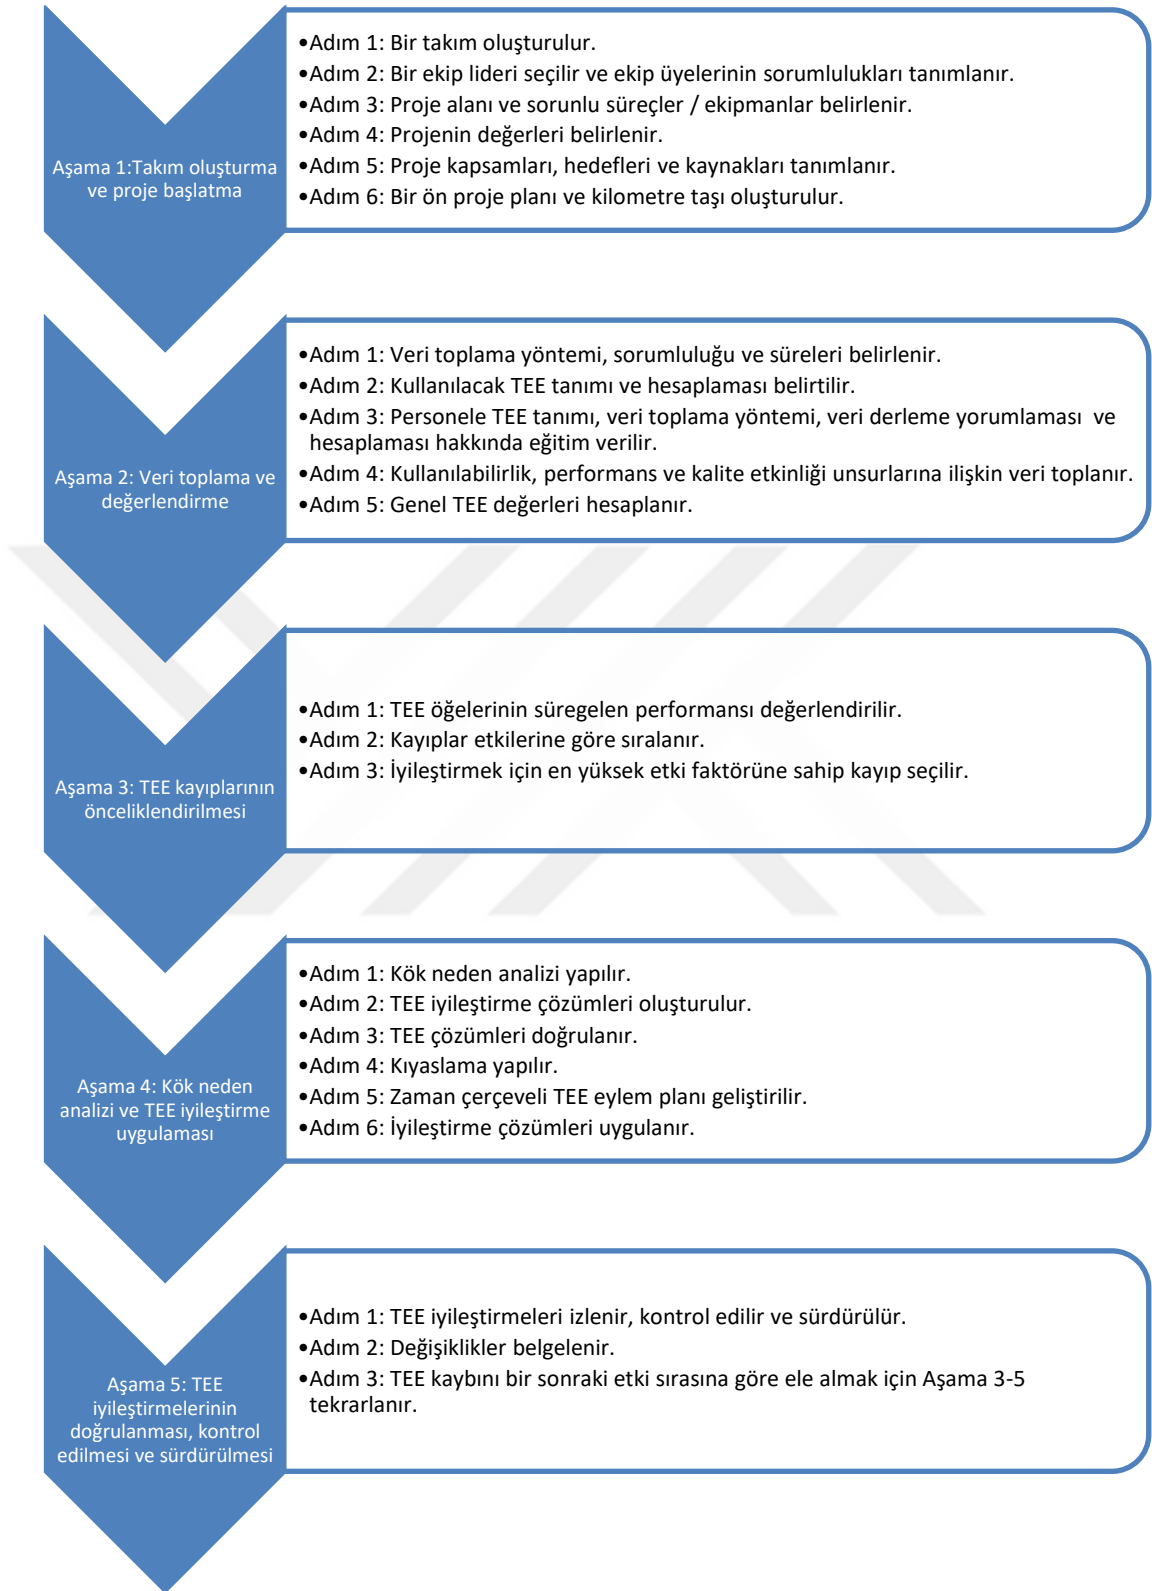 Aşama 1:Takım oluşturma
ve proje başlatma
•Adım 1: Bir takım oluşturulur.
•Adım 2: Bir ekip lideri seçilir ve ekip üyelerinin sorumlulukları tanımlanır.
•Adım 3: Proje alanı ve sorunlu süreçler / ekipmanlar belirlenir.
•Adım 4: Projenin değerleri belirlenir.
•Adım 5: Proje kapsamları, hedefleri ve kaynakları tanımlanır.
•Adım 6: Bir ön proje planı ve kilometre taşı oluşturulur.
Aşama 2: Veri toplama ve
değerlendirme
•Adım 1: Veri toplama yöntemi, sorumluluğu ve süreleri belirlenir.
•Adım 2: Kullanılacak TEE tanımı ve hesaplaması belirtilir.
•Adım 3: Personele TEE tanımı, veri toplama yöntemi, veri derleme yorumlaması ve
hesaplaması hakkında eğitim verilir.
•Adım 4: Kullanılabilirlik, performans ve kalite etkinliği unsurlarına ilişkin veri toplanır.
•Adım 5: Genel TEE değerleri hesaplanır.
Aşama 3: TEE kayıplarının
önceliklendirilmesi
•Adım 1: TEE öğelerinin süregelen performansı değerlendirilir.
•Adım 2: Kayıplar etkilerine göre sıralanır.
•Adım 3: İyileştirmek için en yüksek etki faktörüne sahip kayıp seçilir.
Aşama 4: Kök neden
analizi ve TEE iyileştirme
uygulaması
•Adım 1: Kök neden analizi yapılır.
•Adım 2: TEE iyileştirme çözümleri oluşturulur.
•Adım 3: TEE çözümleri doğrulanır.
•Adım 4: Kıyaslama yapılır.
•Adım 5: Zaman çerçeveli TEE eylem planı geliştirilir.
•Adım 6: İyileştirme çözümleri uygulanır.
Aşama 5: TEE
iyileştirmelerinin
doğrulanması, kontrol
edilmesi ve sürdürülmesi
•Adım 1: TEE iyileştirmeleri izlenir, kontrol edilir ve sürdürülür.
•Adım 2: Değişiklikler belgelenir.
•Adım 3: TEE kaybını bir sonraki etki sırasına göre ele almak için Aşama 3-5
tekrarlanır.